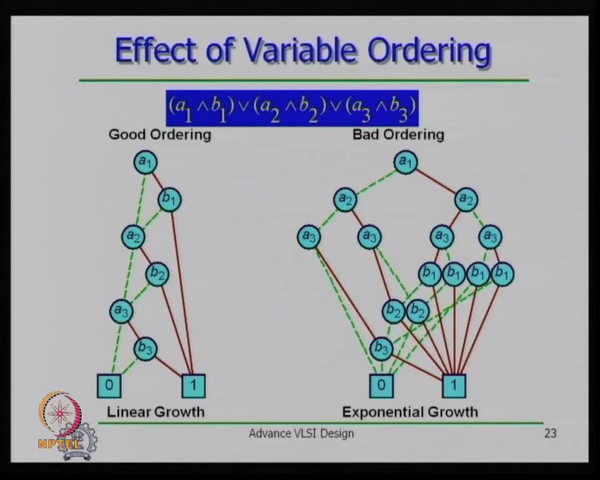 Effect of Variable Ordering
(a1 ∧ b1) ∨ (a2 ∧ b2) ∨ (a3 ∧ b3)
Good Ordering
Bad Ordering
a1
b1
a2
b2
a3
b3
0
1
Linear Growth
a1
a2
a2
a3
a3
a3
a3
b1
b1
b1
b1
b2
b2
b3
0
1
Exponential Growth
NPTEL
Advance VLSI Design
23